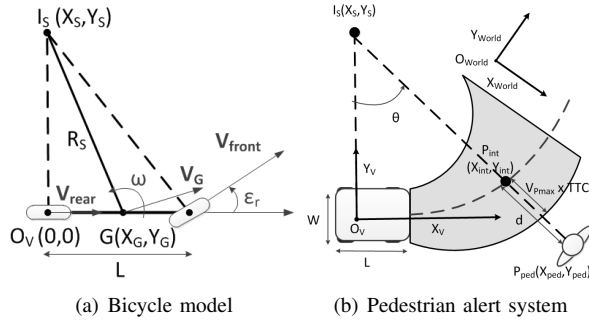 I_S(X_S,Y_S)
R_S
V_front
V_G
ω
V_rear
ε_r
O_V (0,0)
G(X_G,Y_G)
L
(a) Bicycle model
I_S(X_S,Y_S)
Y_World
O_World
X_World
θ
P_int
(X_int,Y_int)
V_Pmax x TTC
Y_V
W
d
O_V
X_V
L
P_ped(X_ped,Y_ped)
(b) Pedestrian alert system